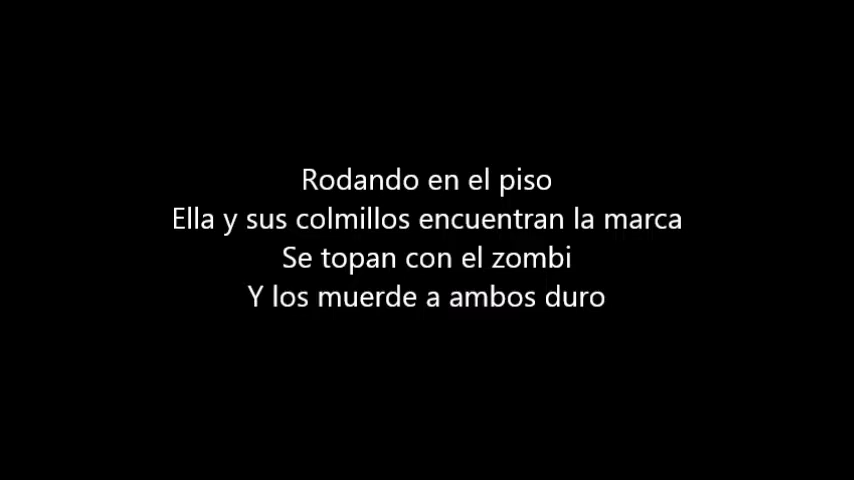 Rodando en el piso
Ella y sus colmillos encuentran la marca
Se topan con el zombi
Y los muerde a ambos duro